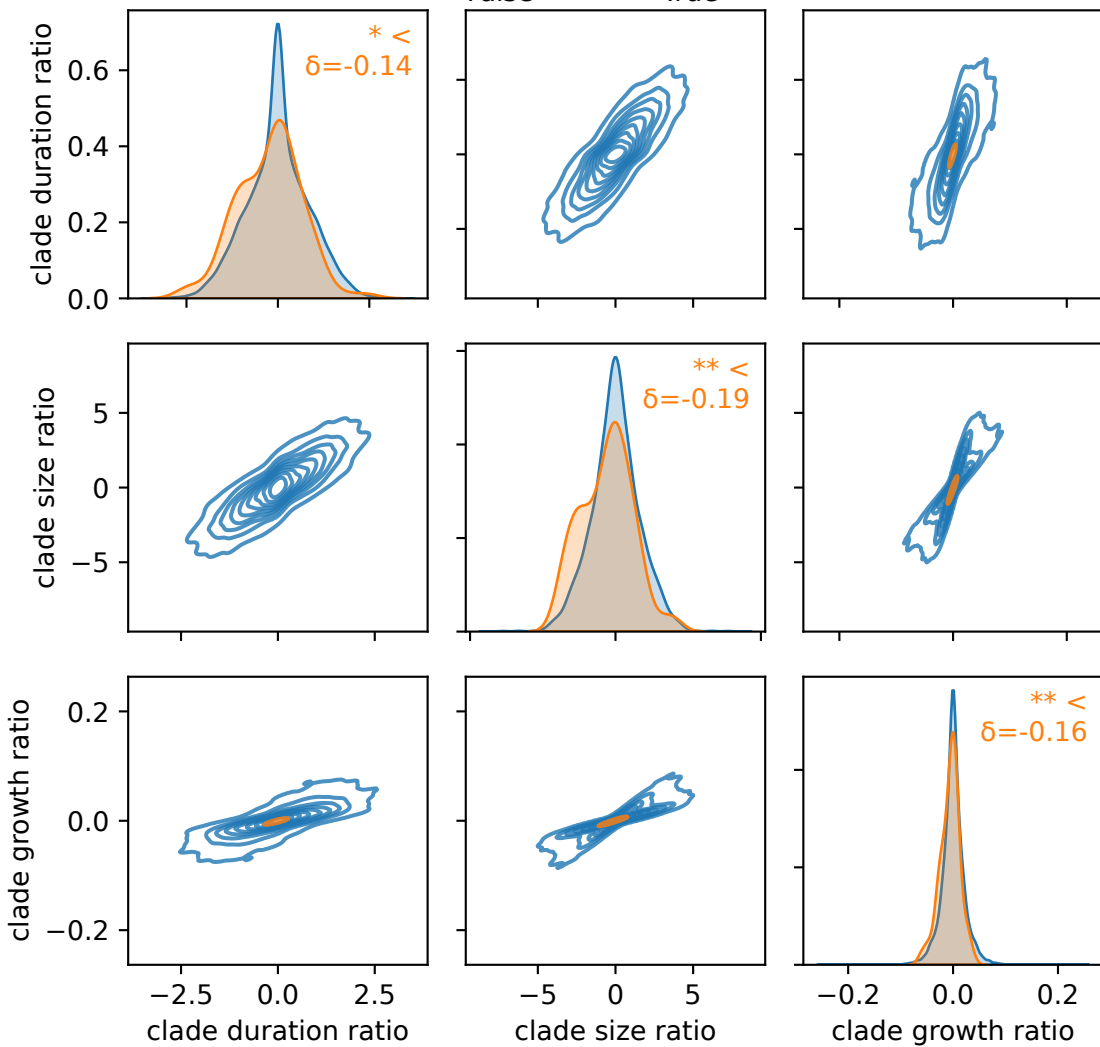 * <
δ=-0.14
clade duration ratio
0.6
0.4
0.2
0.0
** <
δ=-0.19
clade size ratio
5
0
−5
** <
δ=-0.16
clade growth ratio
0.2
0.0
−0.2
−2.5 0.0 2.5 −5 0 5 −0.2 0.0 0.2
clade duration ratio clade size ratio clade growth ratio